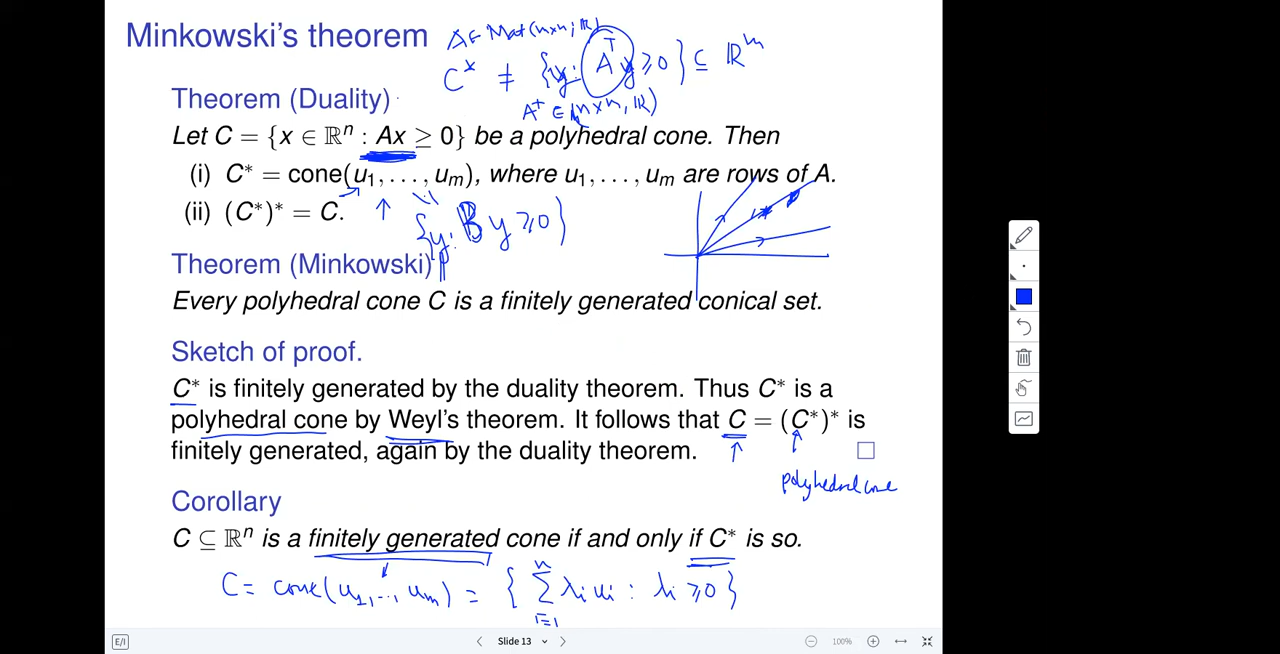 Minkowski's theorem A ∈ Mat(m×n; ℝ)
C* ≠ {y: Aᵀy ≥ 0} ⊆ ℝᵐ
Theorem (Duality)
Aᵀ ∈ (n×m, ℝ)
Let C = {x ∈ ℝⁿ : Ax ≥ 0} be a polyhedral cone. Then
(i) C* = cone(u₁, . . . , uₘ), where u₁, . . . , uₘ are rows of A.
(ii) (C*)* = C.
{y: By ≥ 0}
Theorem (Minkowski)
Every polyhedral cone C is a finitely generated conical set.
Sketch of proof.
C* is finitely generated by the duality theorem. Thus C* is a
polyhedral cone by Weyl's theorem. It follows that C = (C*)* is
finitely generated, again by the duality theorem. □
polyhedral cone
Corollary
C ⊆ ℝⁿ is a finitely generated cone if and only if C* is so.
C = cone(u₁, ..., uₘ) = { ∑ᵢ₌₁ⁿ λᵢuᵢ : λᵢ ≥ 0 }
E/I
Slide 13
100%